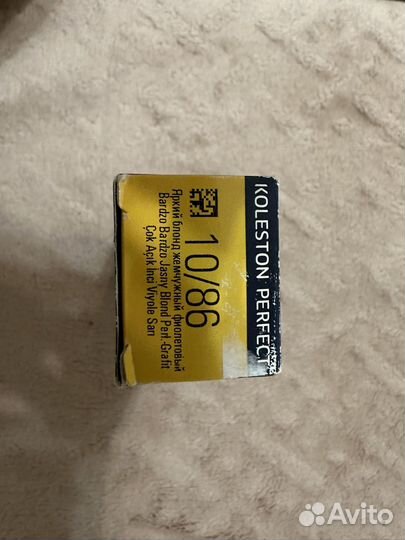 KOLESTON PERFECT
10/86
Яркий блонд жемчужный фиолетовый
Bardzo Bardzo Jasny Blond Perł.-Grafit
Çok Açık İnci Viyole Sarı
Avito